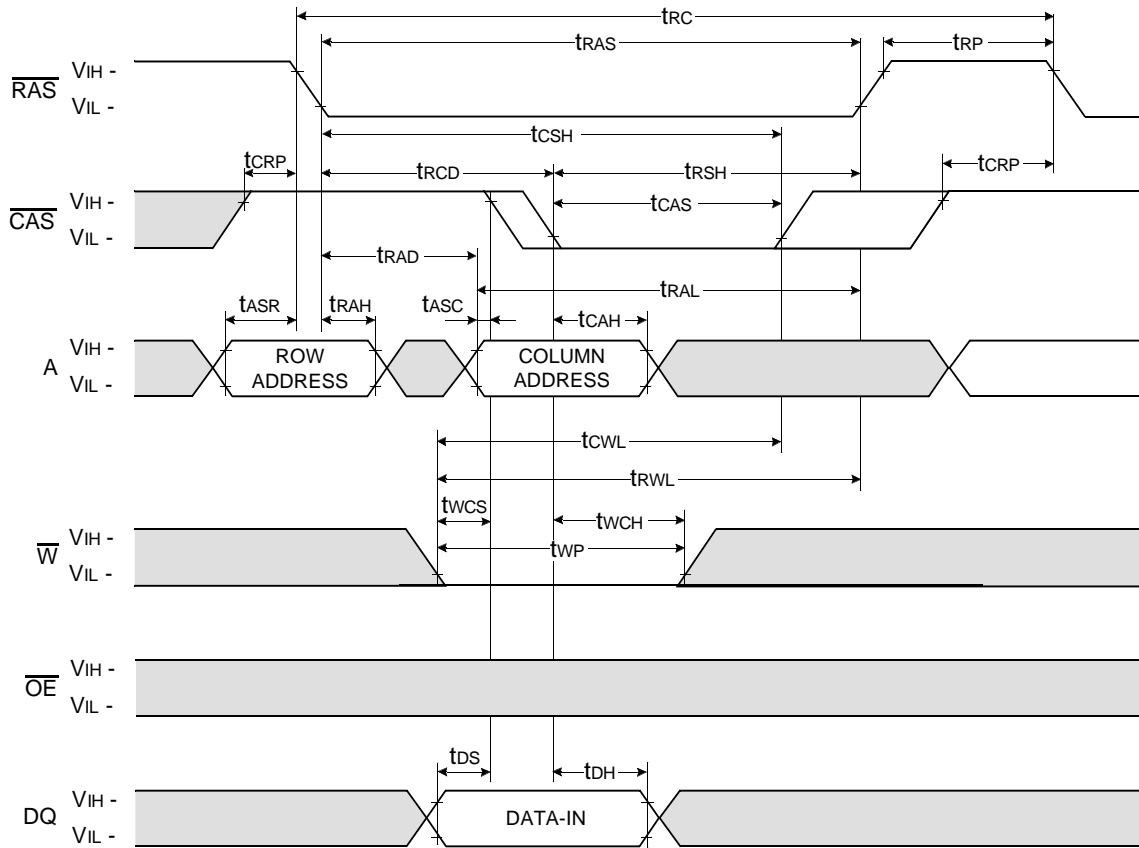 tRC
tRAS
tRP
RAS
VIH -
VIL -
tCSH
tCRP
tRCD
tRSH
tCRP
CAS
VIH -
VIL -
tCAS
tRAD
tRAL
tASR
tRAH
tASC
tCAH
A
VIH -
VIL -
ROW
ADDRESS
COLUMN
ADDRESS
tCWL
tRWL
tWCS
tWCH
W
VIH -
VIL -
tWP
OE
VIH -
VIL -
tDS
tDH
DQ
VIH -
VIL -
DATA-IN